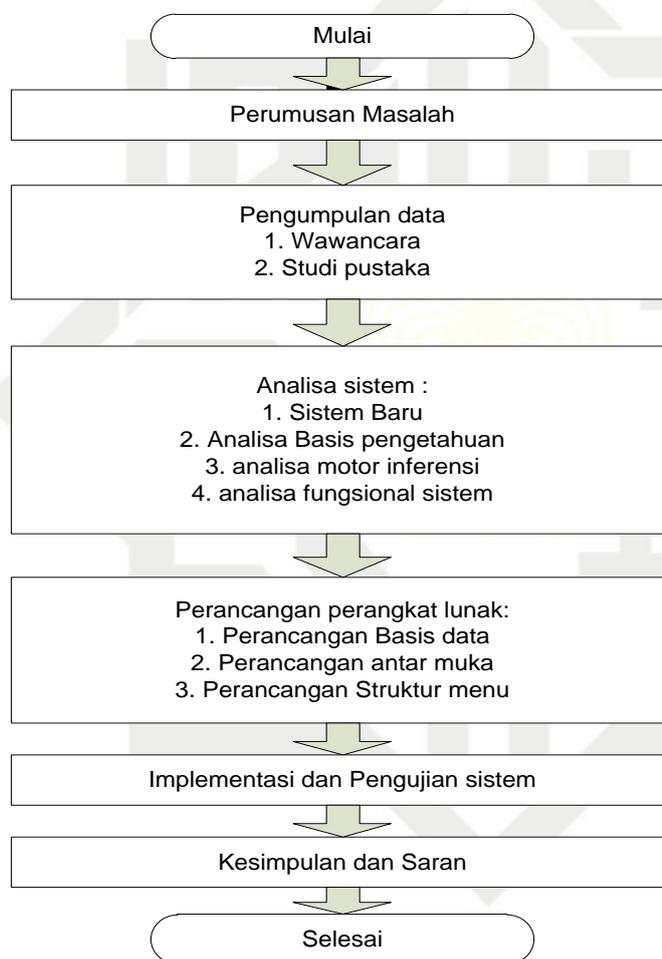 Mulai
Perumusan Masalah
Pengumpulan data
1. Wawancara
2. Studi pustaka
Analisa sistem :
1. Sistem Baru
2. Analisa Basis pengetahuan
3. analisa motor inferensi
4. analisa fungsional sistem
Perancangan perangkat lunak:
1. Perancangan Basis data
2. Perancangan antar muka
3. Perancangan Struktur menu
Implementasi dan Pengujian sistem
Kesimpulan dan Saran
Selesai